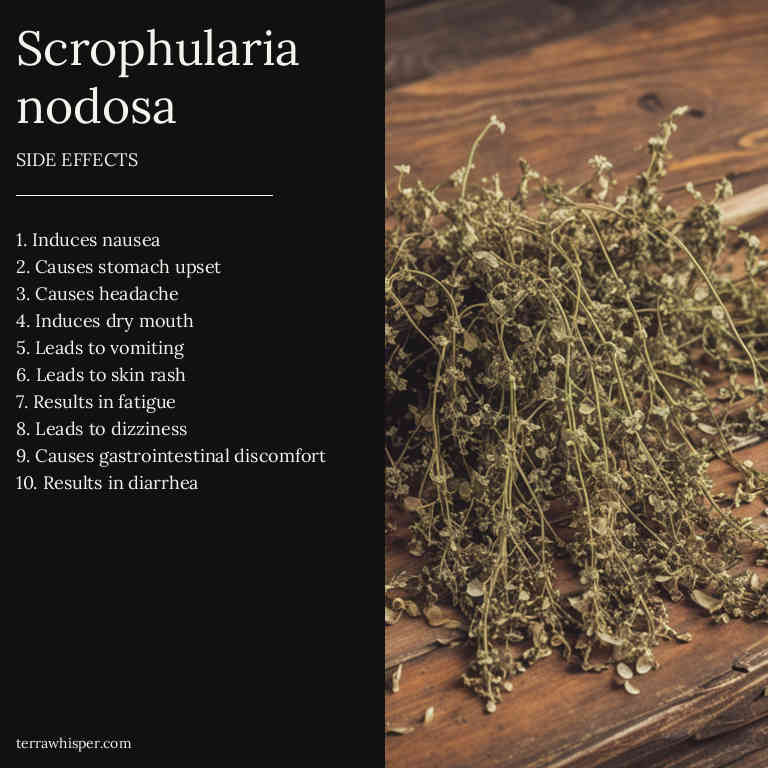 Scrophularia
nodosa
SIDE EFFECTS
1. Induces nausea
2. Causes stomach upset
3. Causes headache
4. Induces dry mouth
5. Leads to vomiting
6. Leads to skin rash
7. Results in fatigue
8. Leads to dizziness
9. Causes gastrointestinal discomfort
10. Results in diarrhea
terrawhisper.com